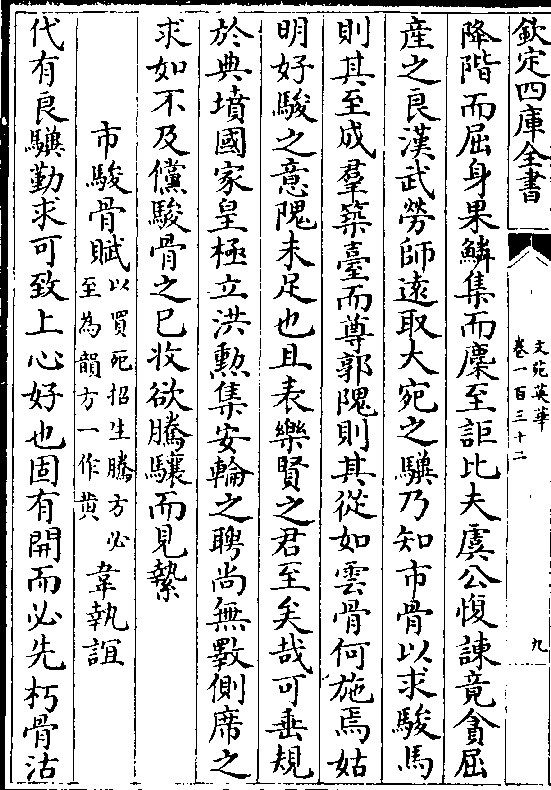 欽定四庫全書
文苑英華
卷一百三十二
九
降階而屈身果鱗集而麇至詎比夫虞公愎諫竟貪屈
產之良漢武勞師遠取大宛之驥乃知市骨以求駿馬
則其至成羣築臺而尊郭隗則其從如雲骨何施焉姑
明好駿之意隗未足也且表樂賢之君至矣哉可垂規
於典墳國家皇極立洪勲集安輪之聘尚無斁側席之
求如不及儻駿骨之已收欲騰驤而見縶
市駿骨賦以買死招生騰方必
至為韻方一作黄
韋執誼
代有良驥勤求可致上心好也固有開而必先朽骨沽